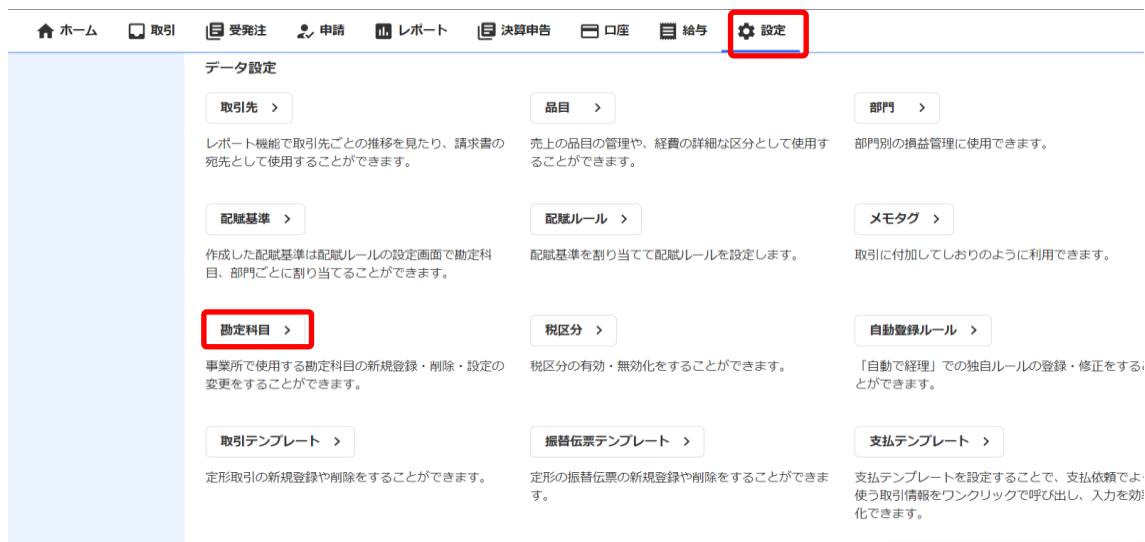 ホーム 取引 受発注 申請 レポート 決算申告 口座 給与 設定
データ設定
取引先 >
レポート機能で取引先ごとの推移を見たり、請求書の
宛先として使用することができます。
品目 >
売上の品目の管理や、経費の詳細な区分として使用す
ることができます。
部門 >
部門別の損益管理に使用できます。
配賦基準 >
作成した配賦基準は配賦ルールの設定画面で勘定科
目、部門ごとに割り当てることができます。
配賦ルール >
配賦基準を割り当てて配賦ルールを設定します。
メモタグ >
取引に付加してしおりのように利用できます。
勘定科目 >
事業所で使用する勘定科目の新規登録・削除・設定の
変更をすることができます。
税区分 >
税区分の有効・無効化をすることができます。
自動登録ルール >
「自動で経理」での独自ルールの登録・修正をする
とができます。
取引テンプレート >
定形取引の新規登録や削除をすることができます。
振替伝票テンプレート >
定形の振替伝票の新規登録や削除をすることができま
す。
支払テンプレート >
支払テンプレートを設定することで、支払依頼でよ
使う取引情報をワンクリックで呼び出し、入力を効
化できます。